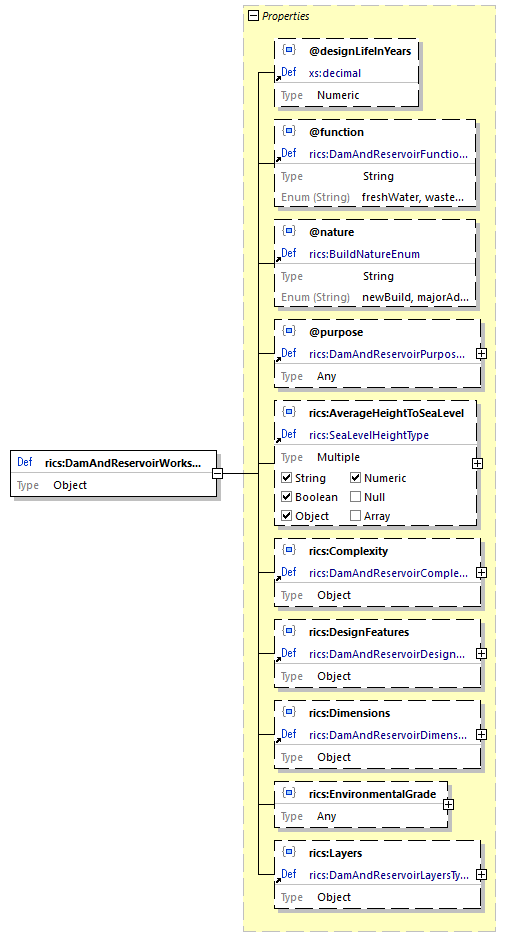 Properties
@designLifeInYears
Def xs:decimal
Type Numeric
@function
Def rics:DamAndReservoirFunctio...
Type String
Enum (String) freshWater, waste...
@nature
Def rics:BuildNatureEnum
Type String
Enum (String) newBuild, majorAd...
@purpose
Def rics:DamAndReservoirPurpos...
Type Any
rics:AverageHeightToSeaLevel
Def rics:SeaLevelHeightType
Type Multiple
String Numeric
Boolean Null
Object Array
Def rics:DamAndReservoirWorks...
Type Object
rics:Complexity
Def rics:DamAndReservoirComple...
Type Object
rics:DesignFeatures
Def rics:DamAndReservoirDesign...
Type Object
rics:Dimensions
Def rics:DamAndReservoirDimens...
Type Object
rics:EnvironmentalGrade
Type Any
rics:Layers
Def rics:DamAndReservoirLayersTy...
Type Object